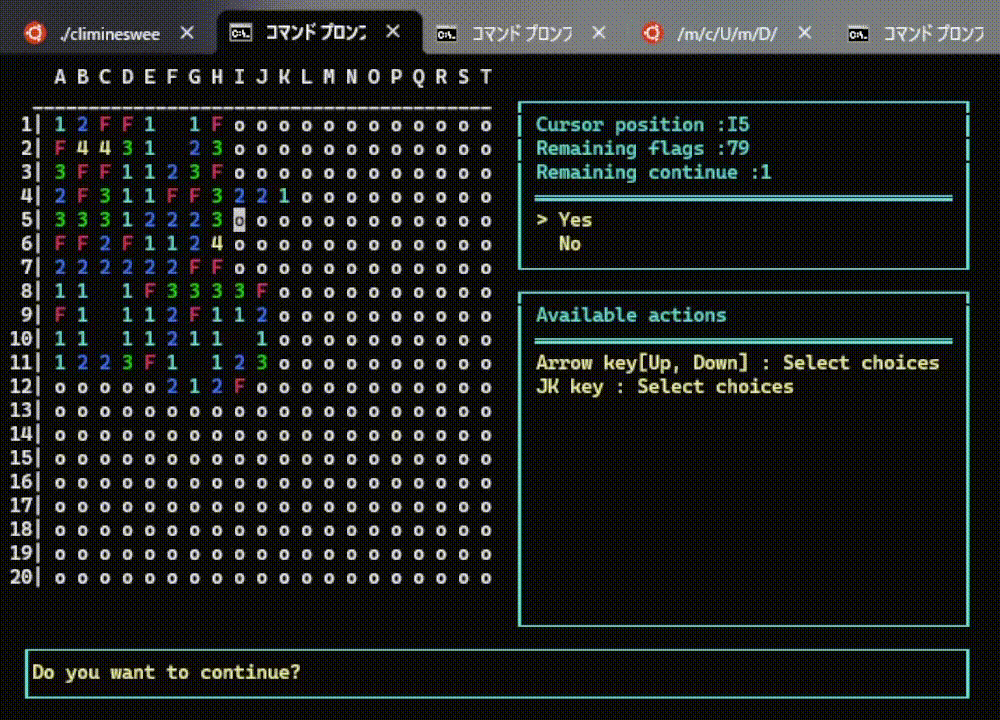 ./climineswee × コマンド プロンプ × コマンド プロンプ × /m/c/U/m/D/ × コマンド プロンプ
A B C D E F G H I J K L M N O P Q R S T
1| 1 2 F F 1   1 F o o o o o o o o o o o o
2| F 4 4 3 1   2 3 o o o o o o o o o o o o
3| 3 F F 1 1 2 3 F o o o o o o o o o o o o
4| 2 F 3 1 1 F F 3 2 2 1 o o o o o o o o o
5| 3 3 3 1 2 2 2 3 o o o o o o o o o o o o
6| F F 2 F 1 1 2 4 o o o o o o o o o o o o
7| 2 2 2 2 2 2 F F o o o o o o o o o o o o
8| 1 1   1 F 3 3 3 3 F o o o o o o o o o o
9| F 1   1 1 2 F 1 1 2 o o o o o o o o o o
10| 1 1   1 1 2 1 1   1 o o o o o o o o o o
11| 1 2 2 3 F 1   1 2 3 o o o o o o o o o o
12| o o o o o 2 1 2 F o o o o o o o o o o o
13| o o o o o o o o o o o o o o o o o o o o
14| o o o o o o o o o o o o o o o o o o o o
15| o o o o o o o o o o o o o o o o o o o o
16| o o o o o o o o o o o o o o o o o o o o
17| o o o o o o o o o o o o o o o o o o o o
18| o o o o o o o o o o o o o o o o o o o o
19| o o o o o o o o o o o o o o o o o o o o
20| o o o o o o o o o o o o o o o o o o o o
Cursor position :I5
Remaining flags :79
Remaining continue :1
> Yes
No
Available actions
Arrow key[Up, Down] : Select choices
JK key : Select choices
Do you want to continue?